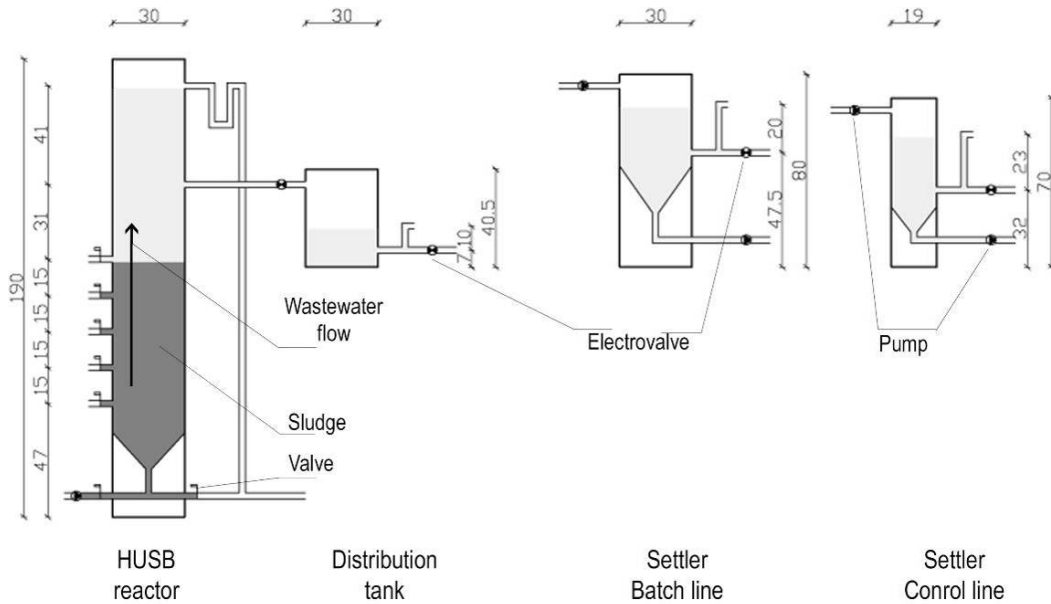 30
30
30
19
190
41
31
15
15
15
15
47
40.5
10
7
20
80
47.5
23
70
32
Wastewater
flow
Sludge
Valve
Electrovalve
Pump
HUSB
reactor
Distribution
tank
Settler
Batch line
Settler
Conrol line